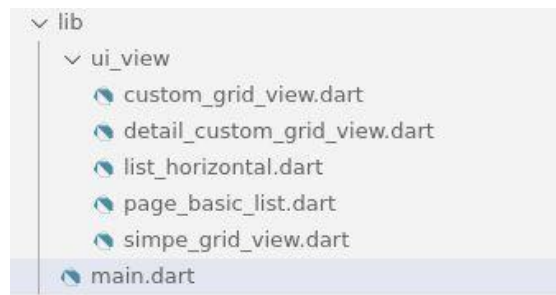 lib
ui_view
custom_grid_view.dart
detail_custom_grid_view.dart
list_horizontal.dart
page_basic_list.dart
simpe_grid_view.dart
main.dart